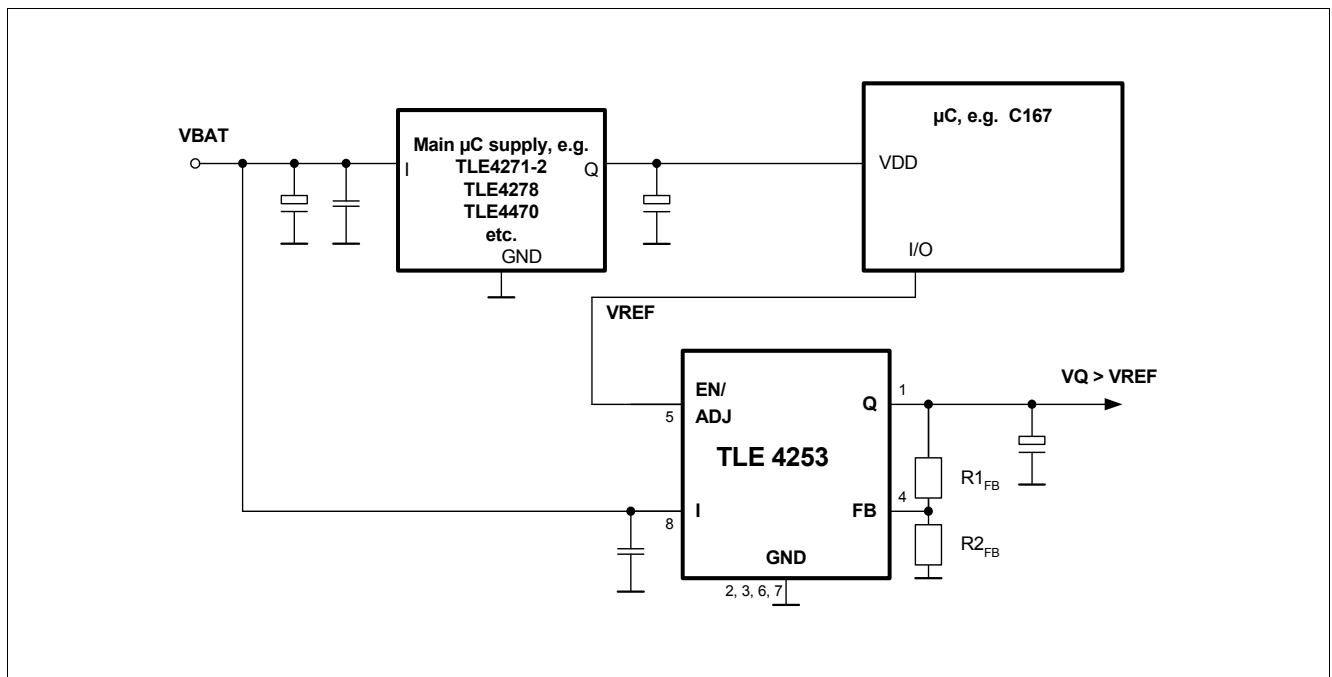 VBAT
I
Main µC supply, e.g.
TLE4271-2
TLE4278
TLE4470
etc.
GND
Q
µC, e.g. C167
VDD
I/O
VREF
EN/
ADJ
5
Q
1
VQ > VREF
TLE 4253
R1FB
I
8
FB
4
R2FB
GND
2, 3, 6, 7